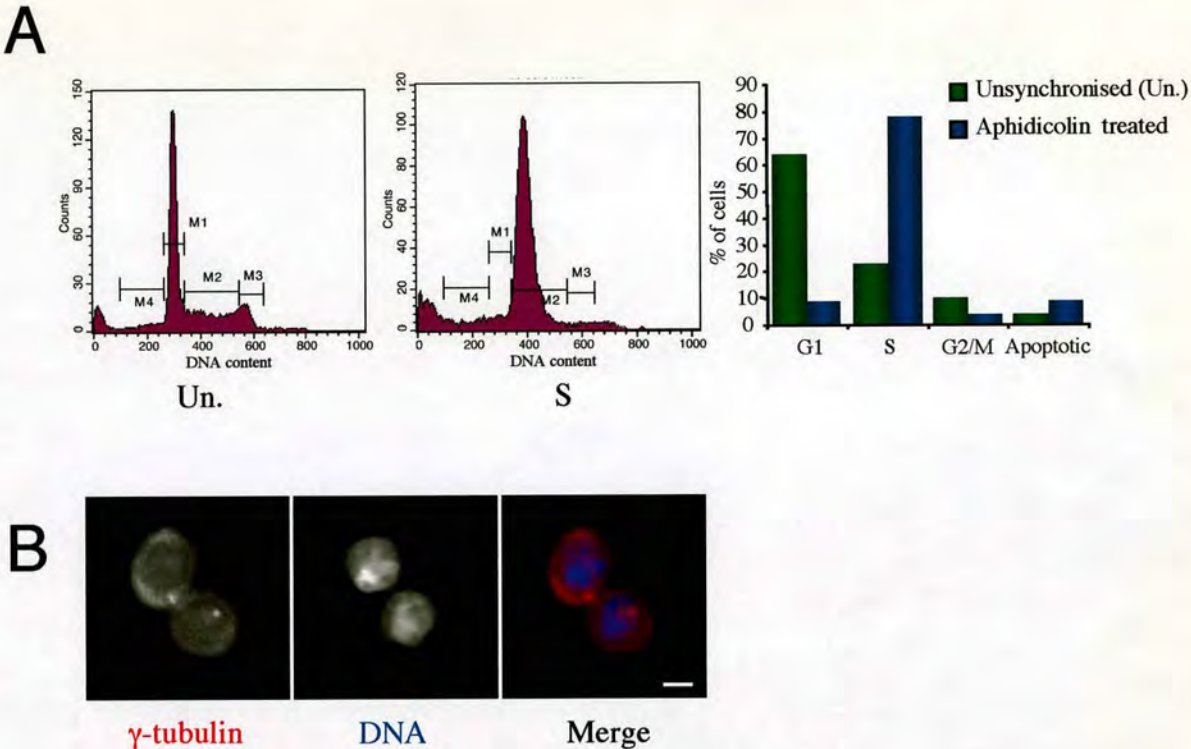 A
150
120
90
60
30
0
Counts
M1
M2
M3
M4
0 200 400 600 800 1000
DNA content
Un.
120
100
80
60
40
20
0
Counts
M1
M3
M4
M2
0 200 400 600 800 1000
DNA content
S
90
80
70
60
50
40
30
20
10
0
% of cells
Unsynchronised (Un.)
Aphidicolin treated
G1 S G2/M Apoptotic
B
γ-tubulin DNA Merge